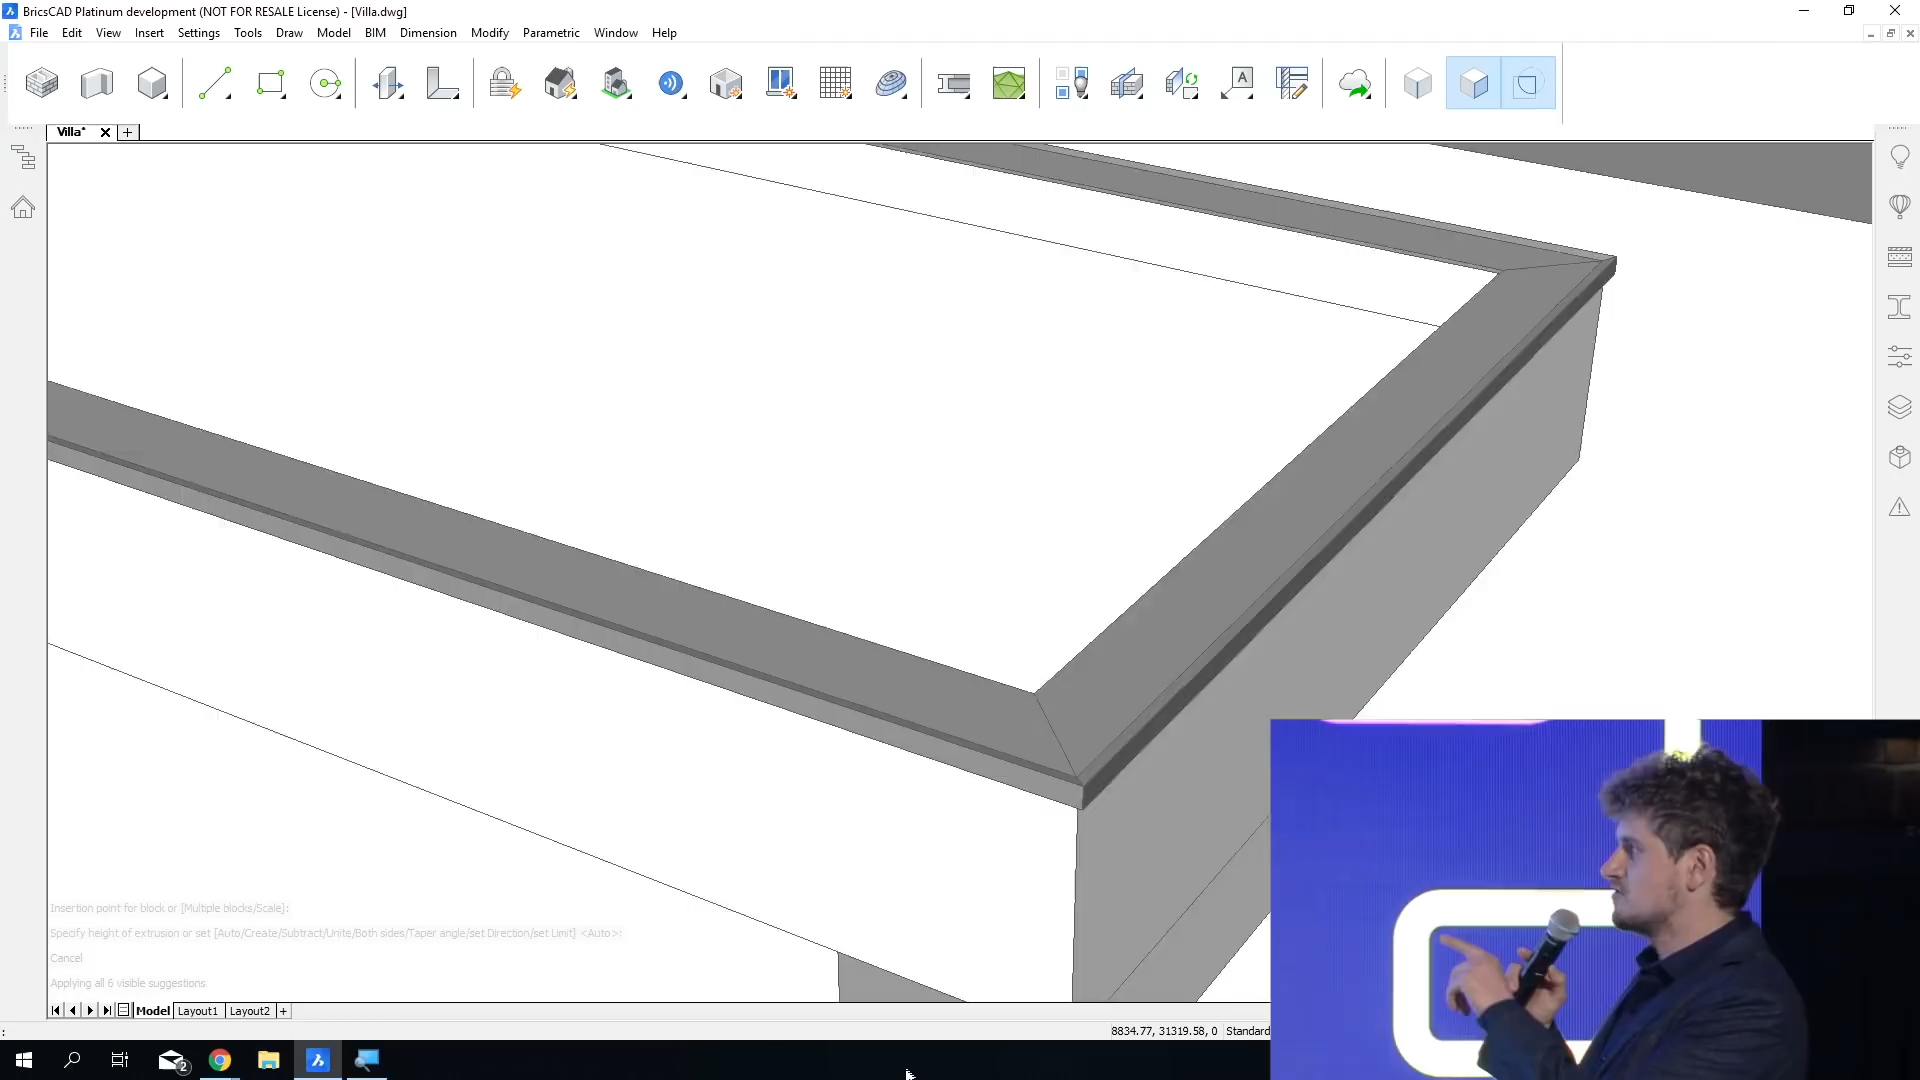 BricsCAD Platinum development (NOT FOR RESALE License) - [Villa.dwg]
File Edit View Insert Settings Tools Draw Model BIM Dimension Modify Parametric Window Help
A
Villa*
Insertion point for block or [Multiple blocks/Scale]:
Specify height of extrusion or set [Auto/Create/Subtract/Unite/Both sides/Taper angle/set Direction/set Limit] <Auto>:
Cancel
Applying all 6 visible suggestions
Model Layout1 Layout2 +
:
8834.77, 31319.58, 0 Standard
2